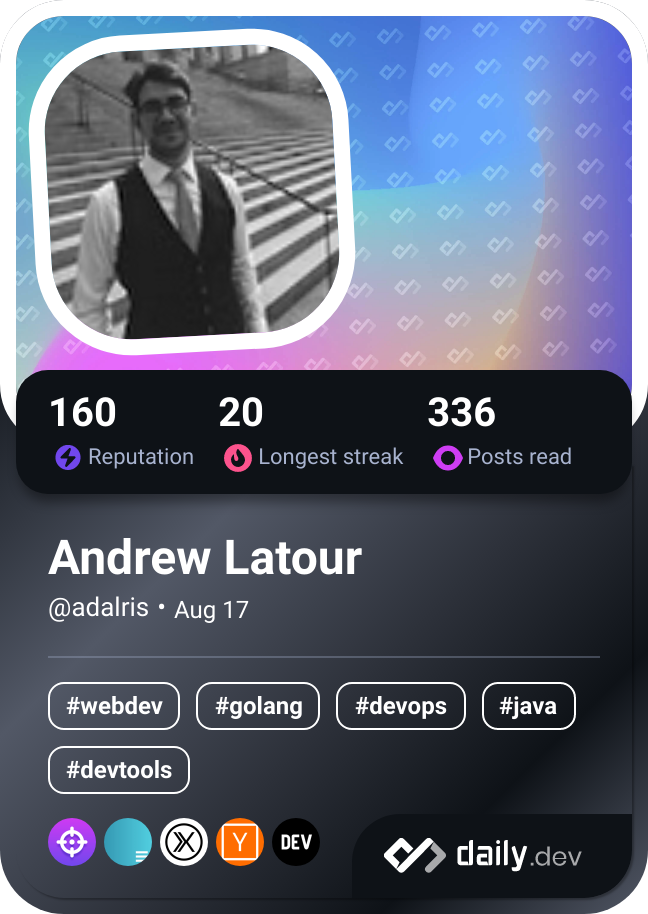 160 20 336
Reputation Longest streak Posts read
Andrew Latour
@adalris • Aug 17
#webdev #golang #devops #java
#devtools
Y DEV daily.dev